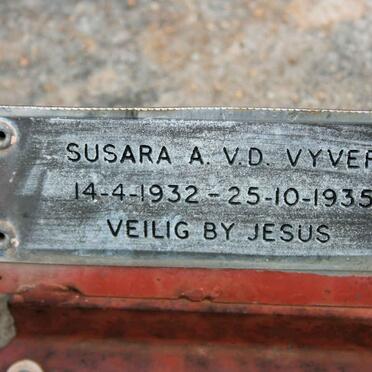 SUSARA A. V.D. VYVER
14-4-1932 - 25-10-1935
VEILIG BY JESUS